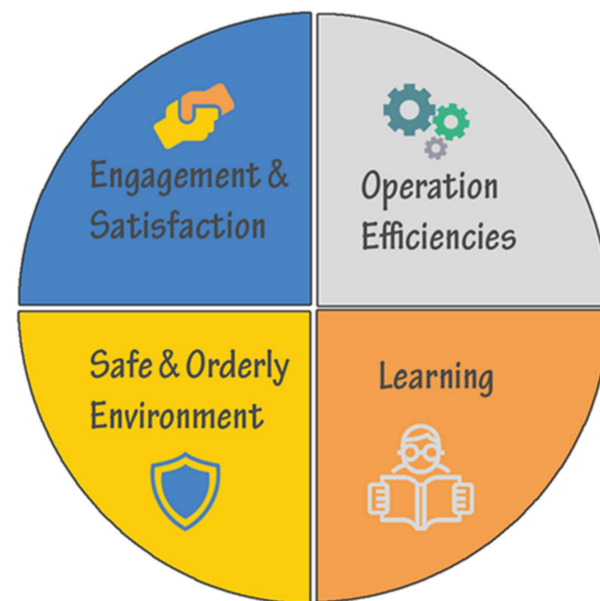 Engagement &
Satisfaction
Operation
Efficiencies
Safe & Orderly
Environment
Learning